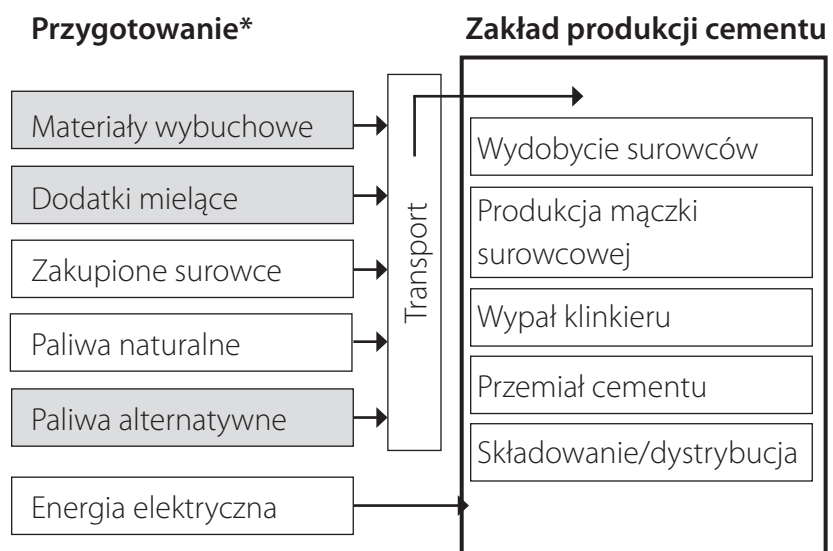 Przygotowanie*
Materiały wybuchowe
Dodatki mielące
Zakupione surowce
Paliwa naturalne
Paliwa alternatywne
Energia elektryczna
Transport
Zakład produkcji cementu
Wydobycie surowców
Produkcja mączki
surowcowej
Wypał klinkieru
Przemiał cementu
Składowanie/dystrybucja